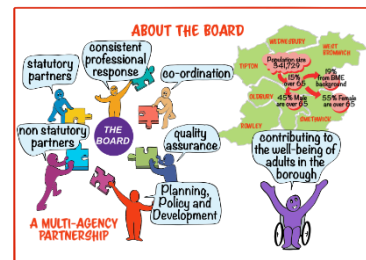 ABOUT THE BOARD
statutory
partners
consistent
professional
response
co-ordination
non statutory
partners
THE
BOARD
quality
assurance
Planning,
Policy and
Development
A MULTI-AGENCY
PARTNERSHIP
WEDNESBURY
WEST
BROMWICH
TIPTON
Population size
341,729
15%
over 65
19%
from BME
background
OLDBURY
45% Male
are over 65
55% Female
are over 65
SMETHWICK
ROWLEY
contributing to
the well-being of
adults in the
borough